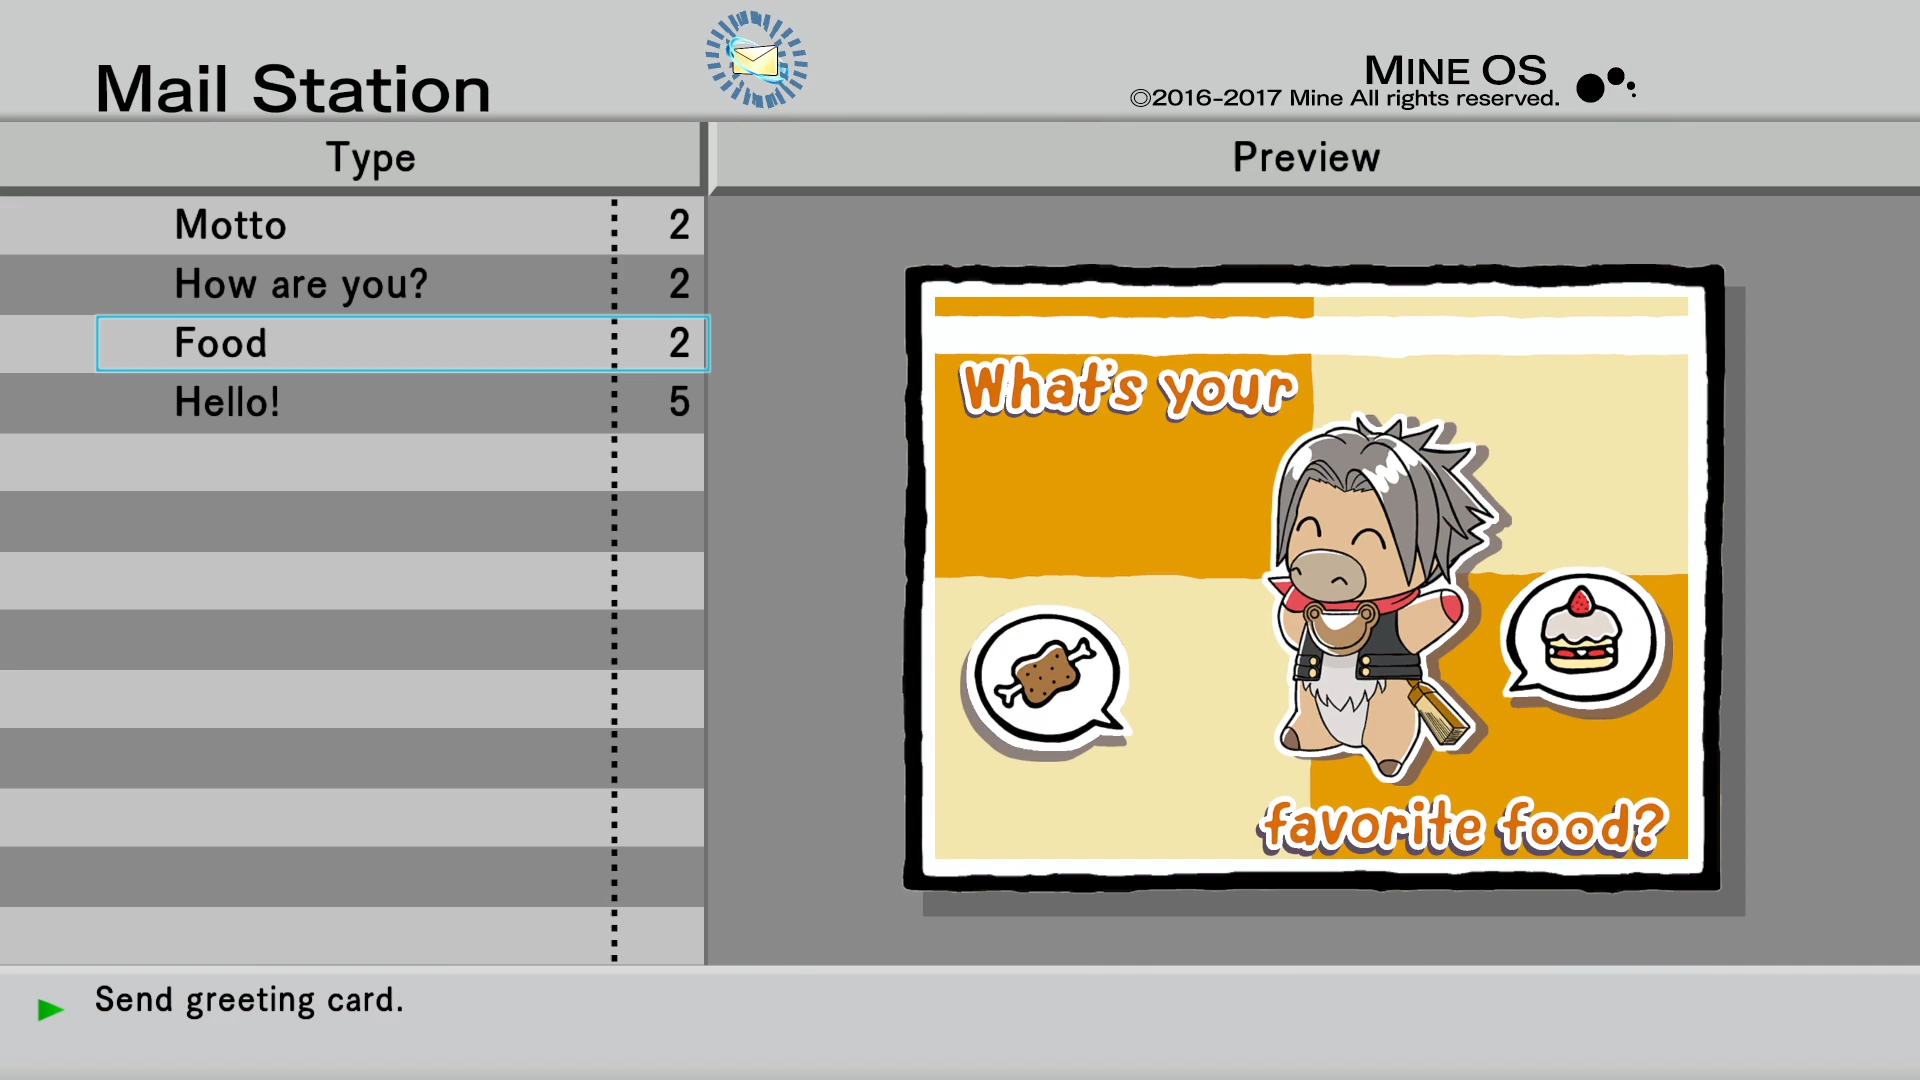 Mail Station
MINE OS
©2016-2017 Mine All rights reserved.
Type
Preview
Motto 2
How are you? 2
Food 2
Hello! 5
What's your
favorite food?
Send greeting card.